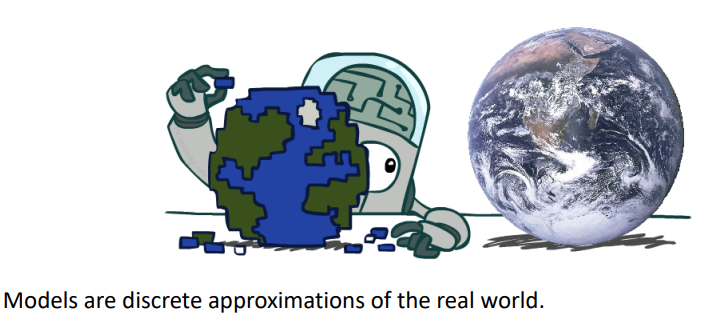 Models are discrete approximations of the real world.